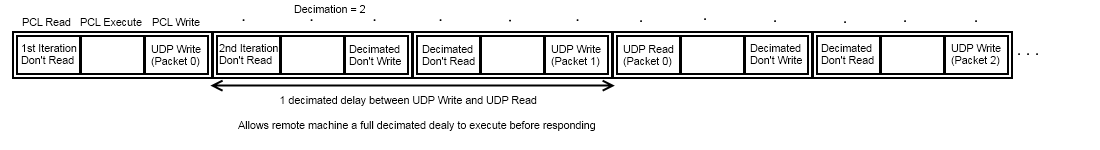 Decimation = 2
PCL Read PCL Execute PCL Write
1st Iteration
Don't Read
UDP Write
(Packet 0)
2nd Iteration
Don't Read
Decimated
Don't Write
Decimated
Don't Read
UDP Write
(Packet 1)
UDP Read
(Packet 0)
Decimated
Don't Write
Decimated
Don't Read
UDP Write
(Packet 2)
. . .
1 decimated delay between UDP Write and UDP Read
Allows remote machine a full decimated dealy to execute before responding